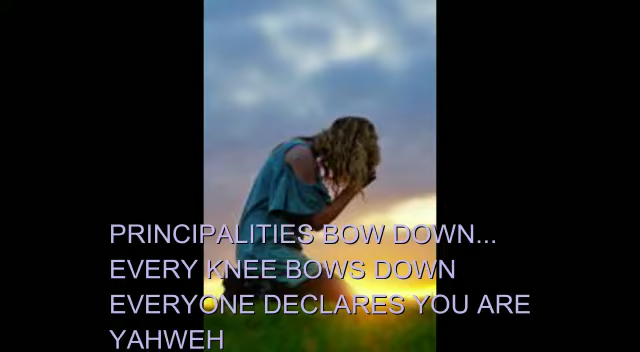 PRINCIPALITIES BOW DOWN...
EVERY KNEE BOWS DOWN
EVERYONE DECLARES YOU ARE
YAHWEH